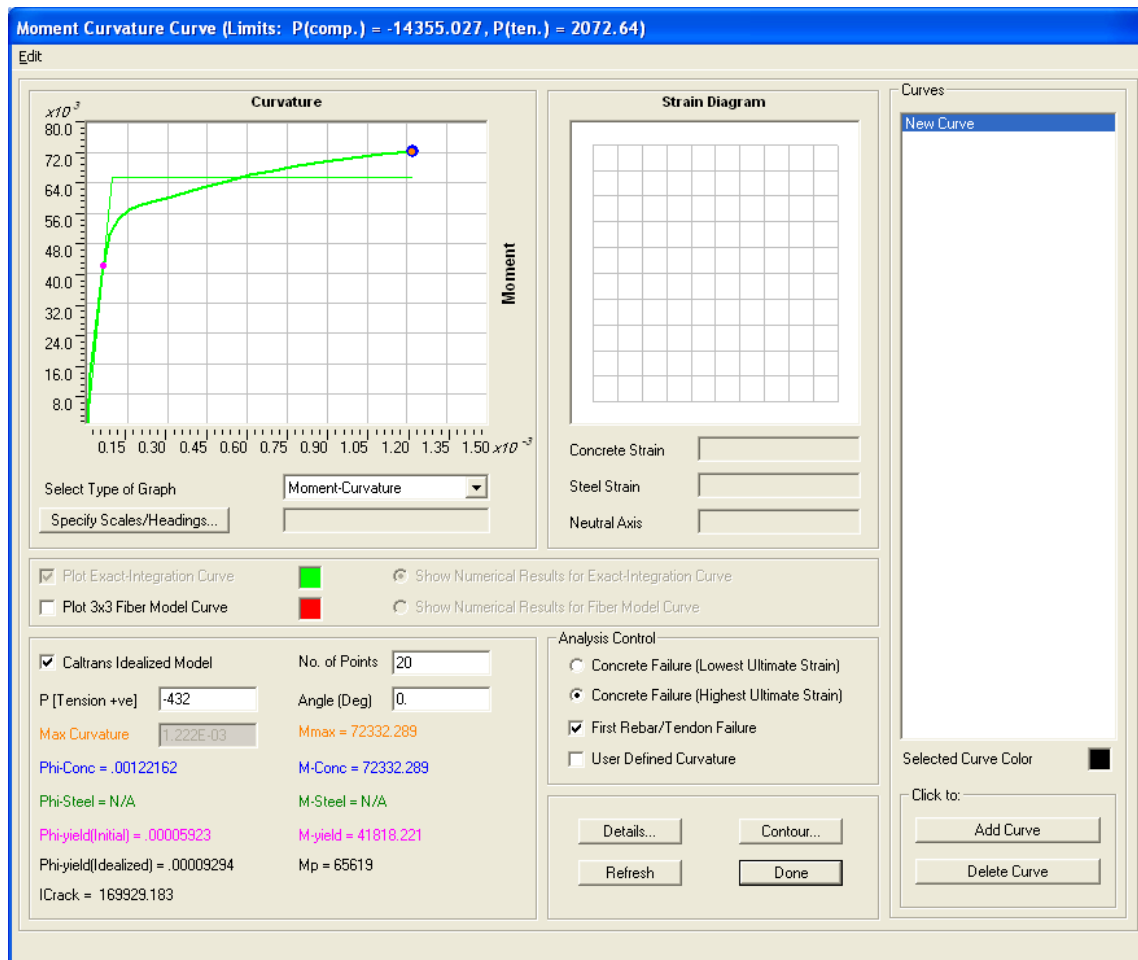 Moment Curvature Curve (Limits:  P(comp.) = -14355.027, P(ten.) = 2072.64)
Edit
Curvature
x10 3
80.0
72.0
64.0
56.0
48.0
40.0
32.0
24.0
16.0
8.0
0.15 0.30 0.45 0.60 0.75 0.90 1.05 1.20 1.35 1.50 x10 -3
Moment
Select Type of Graph
Moment-Curvature
Specify Scales/Headings...
Strain Diagram
Concrete Strain
Steel Strain
Neutral Axis
Curves
New Curve
Plot Exact-Integration Curve
Show Numerical Results for Exact-Integration Curve
Plot 3x3 Fiber Model Curve
Show Numerical Results for Fiber Model Curve
Caltrans Idealized Model
No. of Points 20
P [Tension +ve] -432
Angle (Deg) 0.
Max Curvature 1.222E-03
Mmax = 72332.289
Phi-Conc = .00122162
M-Conc = 72332.289
Phi-Steel = N/A
M-Steel = N/A
Phi-yield(Initial) = .00005923
M-yield = 41818.221
Phi-yield(Idealized) = .00009294
Mp = 65619
ICrack = 169929.183
Analysis Control
Concrete Failure (Lowest Ultimate Strain)
Concrete Failure (Highest Ultimate Strain)
First Rebar/Tendon Failure
User Defined Curvature
Details...
Contour...
Refresh
Done
Selected Curve Color
Click to:
Add Curve
Delete Curve